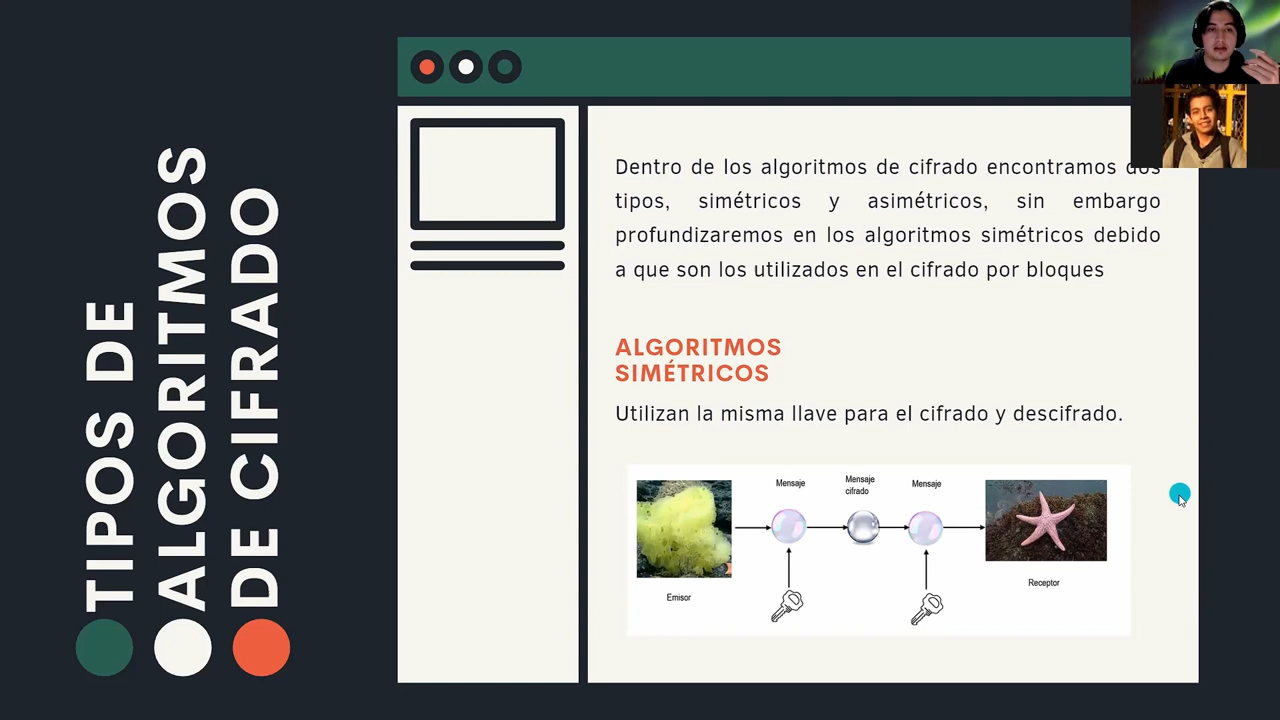 TIPOS DE
ALGORITMOS
DE CIFRADO
Dentro de los algoritmos de cifrado encontramos dos
tipos, simétricos y asimétricos, sin embargo
profundizaremos en los algoritmos simétricos debido
a que son los utilizados en el cifrado por bloques
ALGORITMOS
SIMÉTRICOS
Utilizan la misma llave para el cifrado y descifrado.
Mensaje
Mensaje
cifrado
Mensaje
Emisor
Receptor